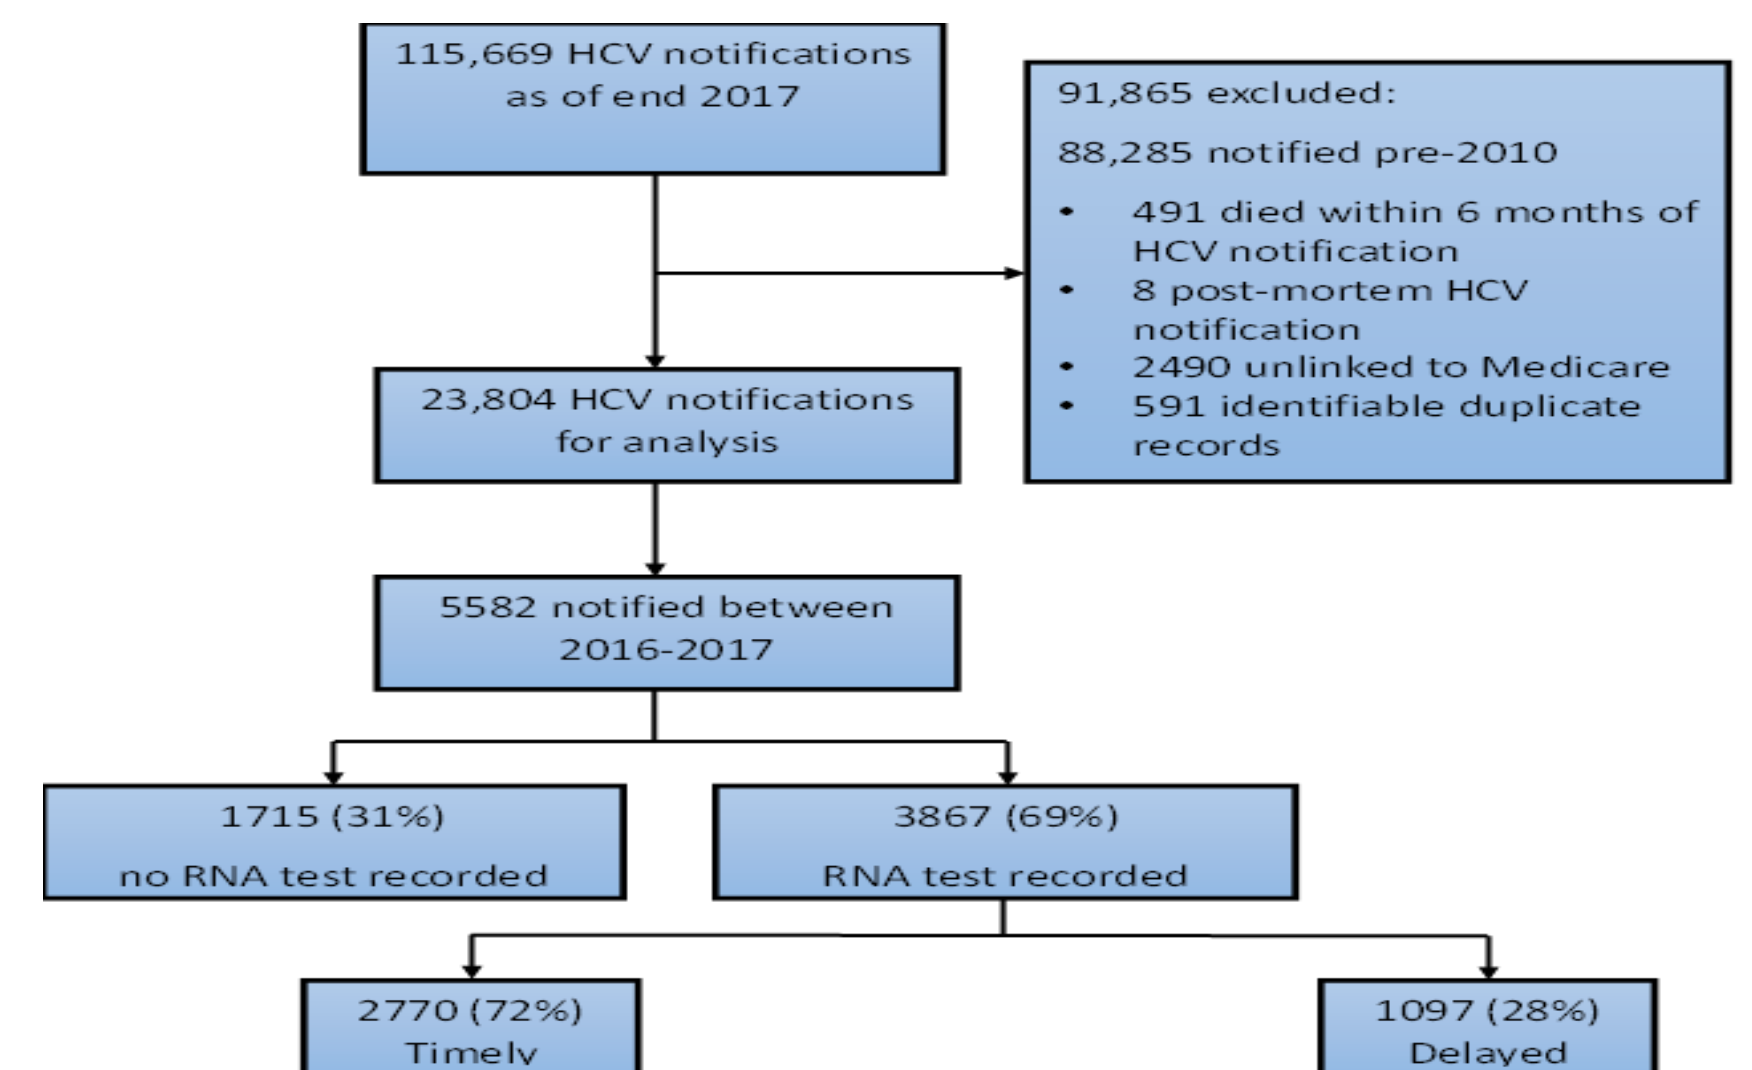 115,669 HCV notifications
as of end 2017
91,865 excluded:
88,285 notified pre-2010
• 491 died within 6 months of
HCV notification
• 8 post-mortem HCV
notification
• 2490 unlinked to Medicare
• 591 identifiable duplicate
records
23,804 HCV notifications
for analysis
5582 notified between
2016-2017
1715 (31%)
no RNA test recorded
3867 (69%)
RNA test recorded
2770 (72%)
Timely
1097 (28%)
Delayed